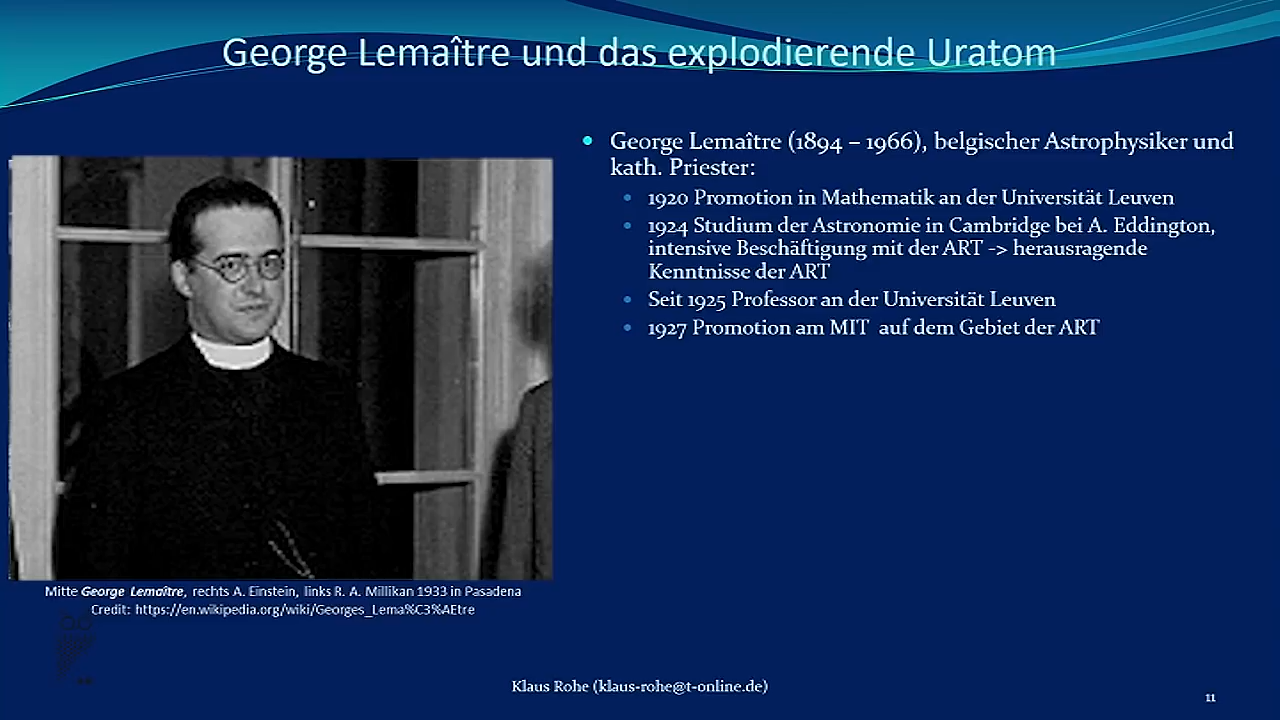 George Lemaître und das explodierende Uratom
George Lemaître (1894 – 1966), belgischer Astrophysiker und
kath. Priester:
1920 Promotion in Mathematik an der Universität Leuven
1924 Studium der Astronomie in Cambridge bei A. Eddington,
intensive Beschäftigung mit der ART -> herausragende
Kenntnisse der ART
Seit 1925 Professor an der Universität Leuven
1927 Promotion am MIT auf dem Gebiet der ART
Mitte George Lemaître, rechts A. Einstein, links R. A. Millikan 1933 in Pasadena
Credit: https://en.wikipedia.org/wiki/Georges_Lema%C3%AEtre
Klaus Rohe (klaus-rohe@t-online.de)
11